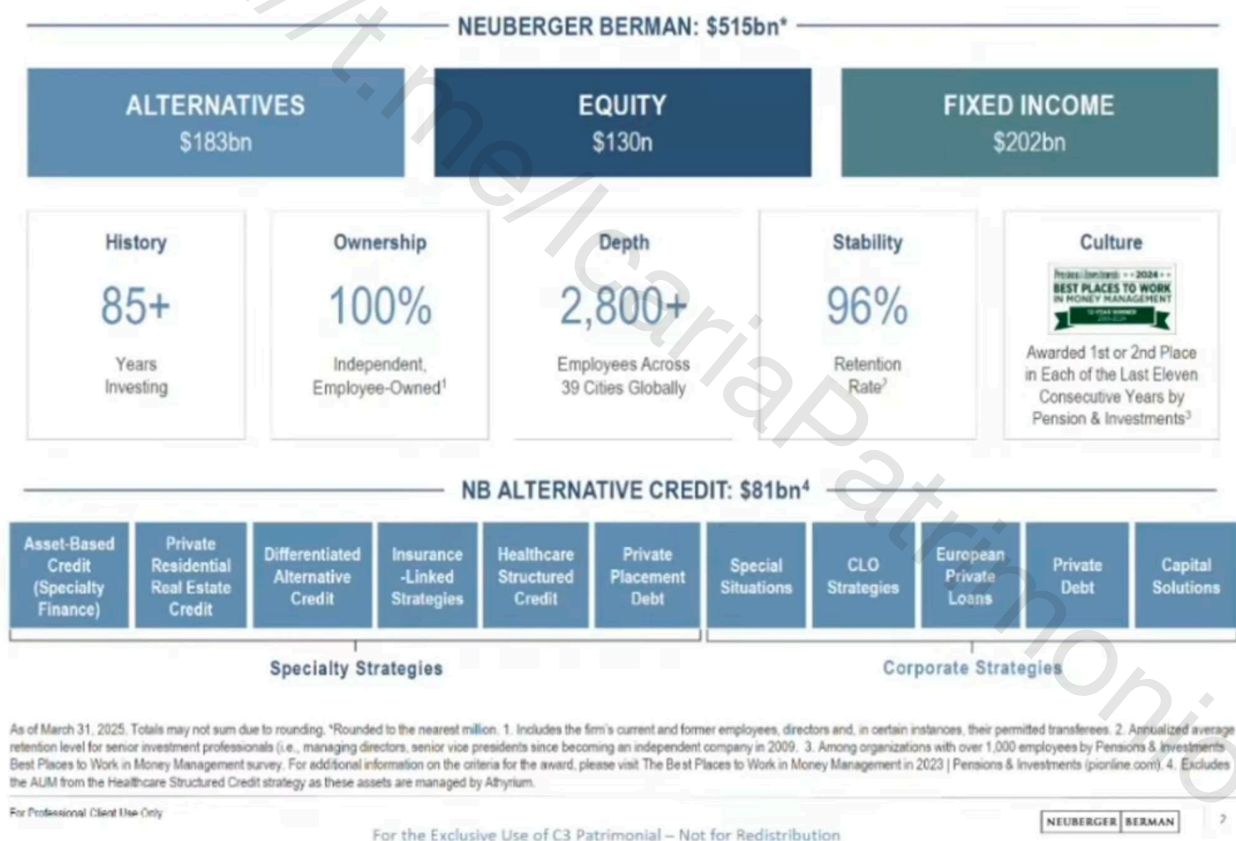 NEUBERGER BERMAN: $515bn*
ALTERNATIVES
$183bn
EQUITY
$130n
FIXED INCOME
$202bn
History
85+
Years
Investing
Ownership
100%
Independent,
Employee-Owned1
Depth
2,800+
Employees Across
39 Cities Globally
Stability
96%
Retention
Rate2
Culture
Pensions & Investments 2024
BEST PLACES TO WORK
IN MONEY MANAGEMENT
Awarded 1st or 2nd Place
in Each of the Last Eleven
Consecutive Years by
Pension & Investments3
NB ALTERNATIVE CREDIT: $81bn4
Asset-Based
Credit
(Specialty
Finance)
Private
Residential
Real Estate
Credit
Differentiated
Alternative
Credit
Insurance
-Linked
Strategies
Healthcare
Structured
Credit
Private
Placement
Debt
Special
Situations
CLO
Strategies
European
Private
Loans
Private
Debt
Capital
Solutions
Specialty Strategies
Corporate Strategies
As of March 31, 2025. Totals may not sum due to rounding. *Rounded to the nearest million. 1. Includes the firm's current and former employees, directors and, in certain instances, their permitted transferees. 2. Annualized average
retention level for senior investment professionals (i.e., managing directors, senior vice presidents since becoming an independent company in 2009. 3. Among organizations with over 1,000 employees by Pensions & Investments
Best Places to Work in Money Management survey. For additional information on the criteria for the award, please visit The Best Places to Work in Money Management in 2023 | Pensions & Investments (pionline.com). 4. Excludes
the AUM from the Healthcare Structured Credit strategy as these assets are managed by Athyrium.
For Professional Client Use Only
For the Exclusive Use of C3 Patrimonial – Not for Redistribution
NEUBERGER BERMAN
2
//t.me/IcariaPatrimonio